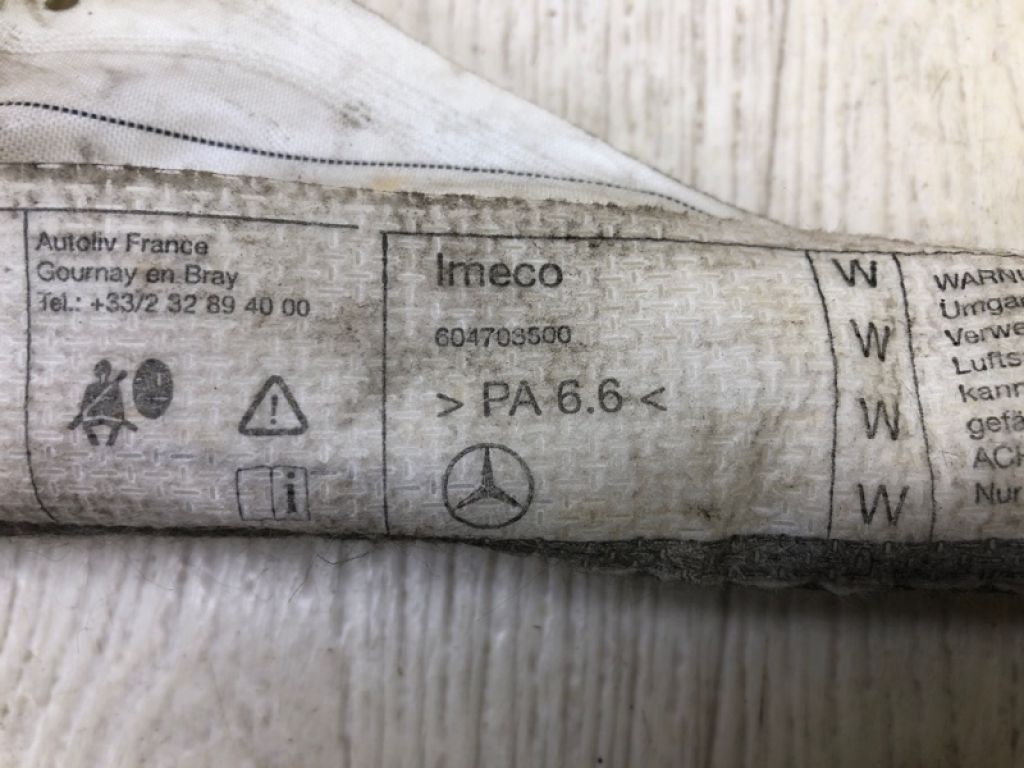 Autoliv France
Gournay en Bray
Tel.: +33/2 32 89 40 00
i
Imeco
604703500
> PA 6.6 <
W
W
W
W
WARNU
Umgan
Verwe
Lufts
kann
gefä
ACH
Nur